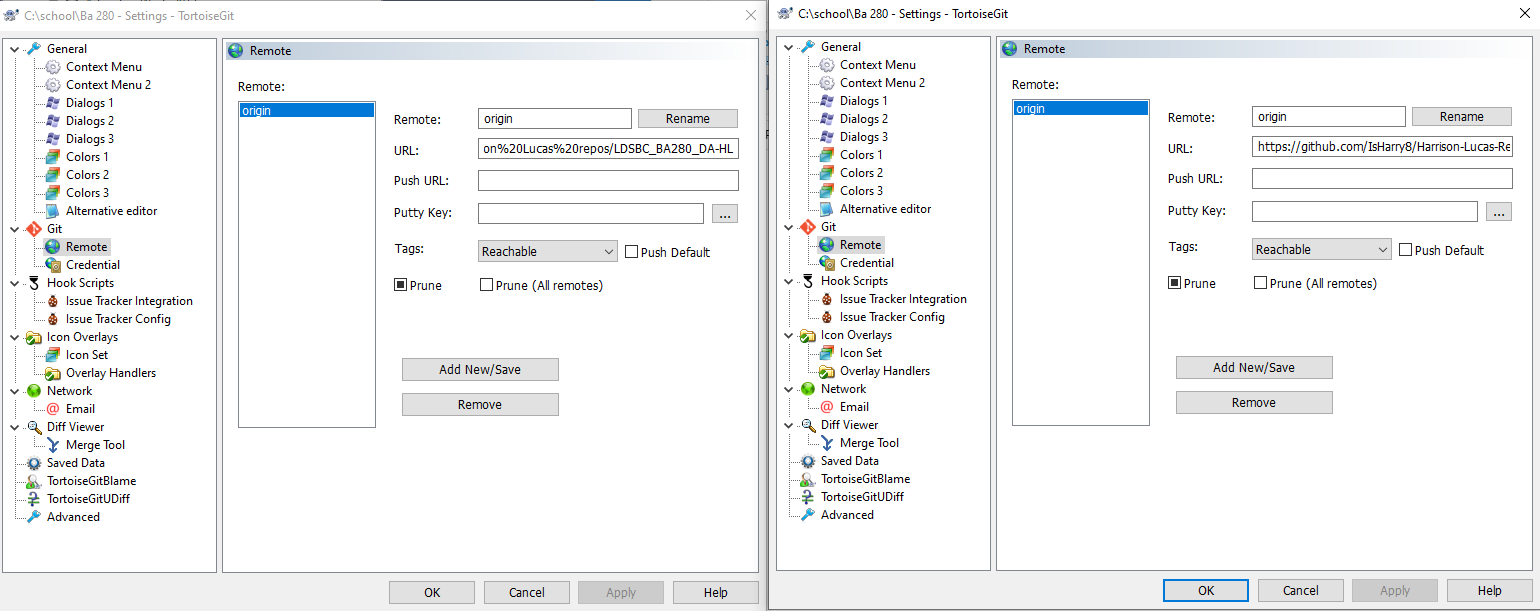 C:\school\Ba 280 - Settings - TortoiseGit
General
Context Menu
Context Menu 2
Dialogs 1
Dialogs 2
Dialogs 3
Colors 1
Colors 2
Colors 3
Alternative editor
Git
Remote
Credential
Hook Scripts
Issue Tracker Integration
Issue Tracker Config
Icon Overlays
Icon Set
Overlay Handlers
Network
Email
Diff Viewer
Merge Tool
Saved Data
TortoiseGitBlame
TortoiseGitUDiff
Advanced
Remote
Remote:
origin
Remote: origin Rename
URL: on%20Lucas%20repos/LDSBC_BA280_DA-HL
Push URL:
Putty Key: ...
Tags: Reachable Push Default
Prune Prune (All remotes)
Add New/Save
Remove
OK Cancel Apply Help
C:\school\Ba 280 - Settings - TortoiseGit
General
Context Menu
Context Menu 2
Dialogs 1
Dialogs 2
Dialogs 3
Colors 1
Colors 2
Colors 3
Alternative editor
Git
Remote
Credential
Hook Scripts
Issue Tracker Integration
Issue Tracker Config
Icon Overlays
Icon Set
Overlay Handlers
Network
Email
Diff Viewer
Merge Tool
Saved Data
TortoiseGitBlame
TortoiseGitUDiff
Advanced
Remote
Remote:
origin
Remote: origin Rename
URL: https://github.com/IsHarry8/Harrison-Lucas-Re
Push URL:
Putty Key: ...
Tags: Reachable Push Default
Prune Prune (All remotes)
Add New/Save
Remove
OK Cancel Apply Help